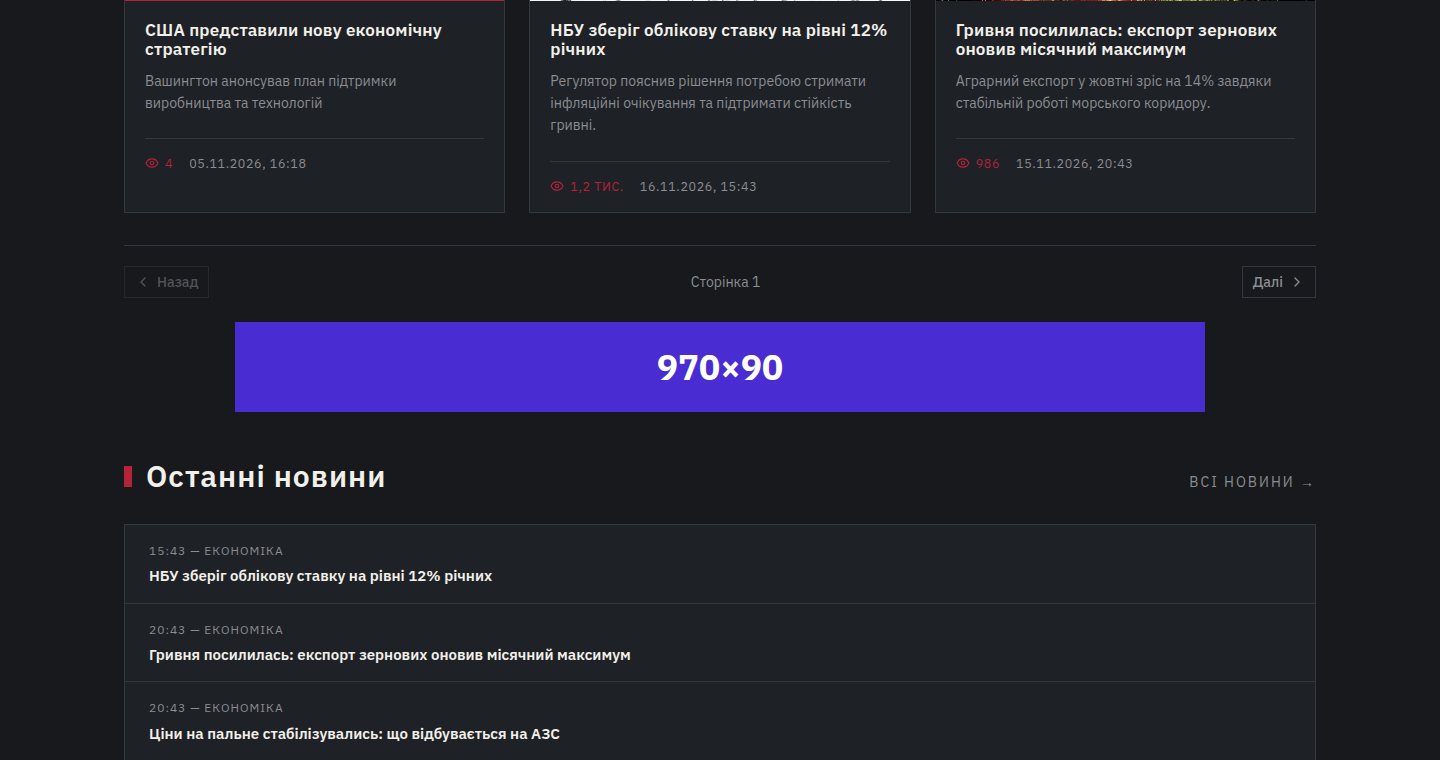 США представили нову економічну
стратегію
Вашингтон анонсував план підтримки
виробництва та технологій
4 05.11.2026, 16:18
НБУ зберіг облікову ставку на рівні 12%
річних
Регулятор пояснив рішення потребою стримати
інфляційні очікування та підтримати стійкість
гривні.
1,2 ТИС. 16.11.2026, 15:43
Гривня посилилась: експорт зернових
оновив місячний максимум
Аграрний експорт у жовтні зріс на 14% завдяки
стабільній роботі морського коридору.
986 15.11.2026, 20:43
Назад
Сторінка 1
Далі
970×90
Останні новини
ВСІ НОВИНИ →
15:43 — ЕКОНОМІКА
НБУ зберіг облікову ставку на рівні 12% річних
20:43 — ЕКОНОМІКА
Гривня посилилась: експорт зернових оновив місячний максимум
20:43 — ЕКОНОМІКА
Ціни на пальне стабілізувались: що відбувається на АЗС